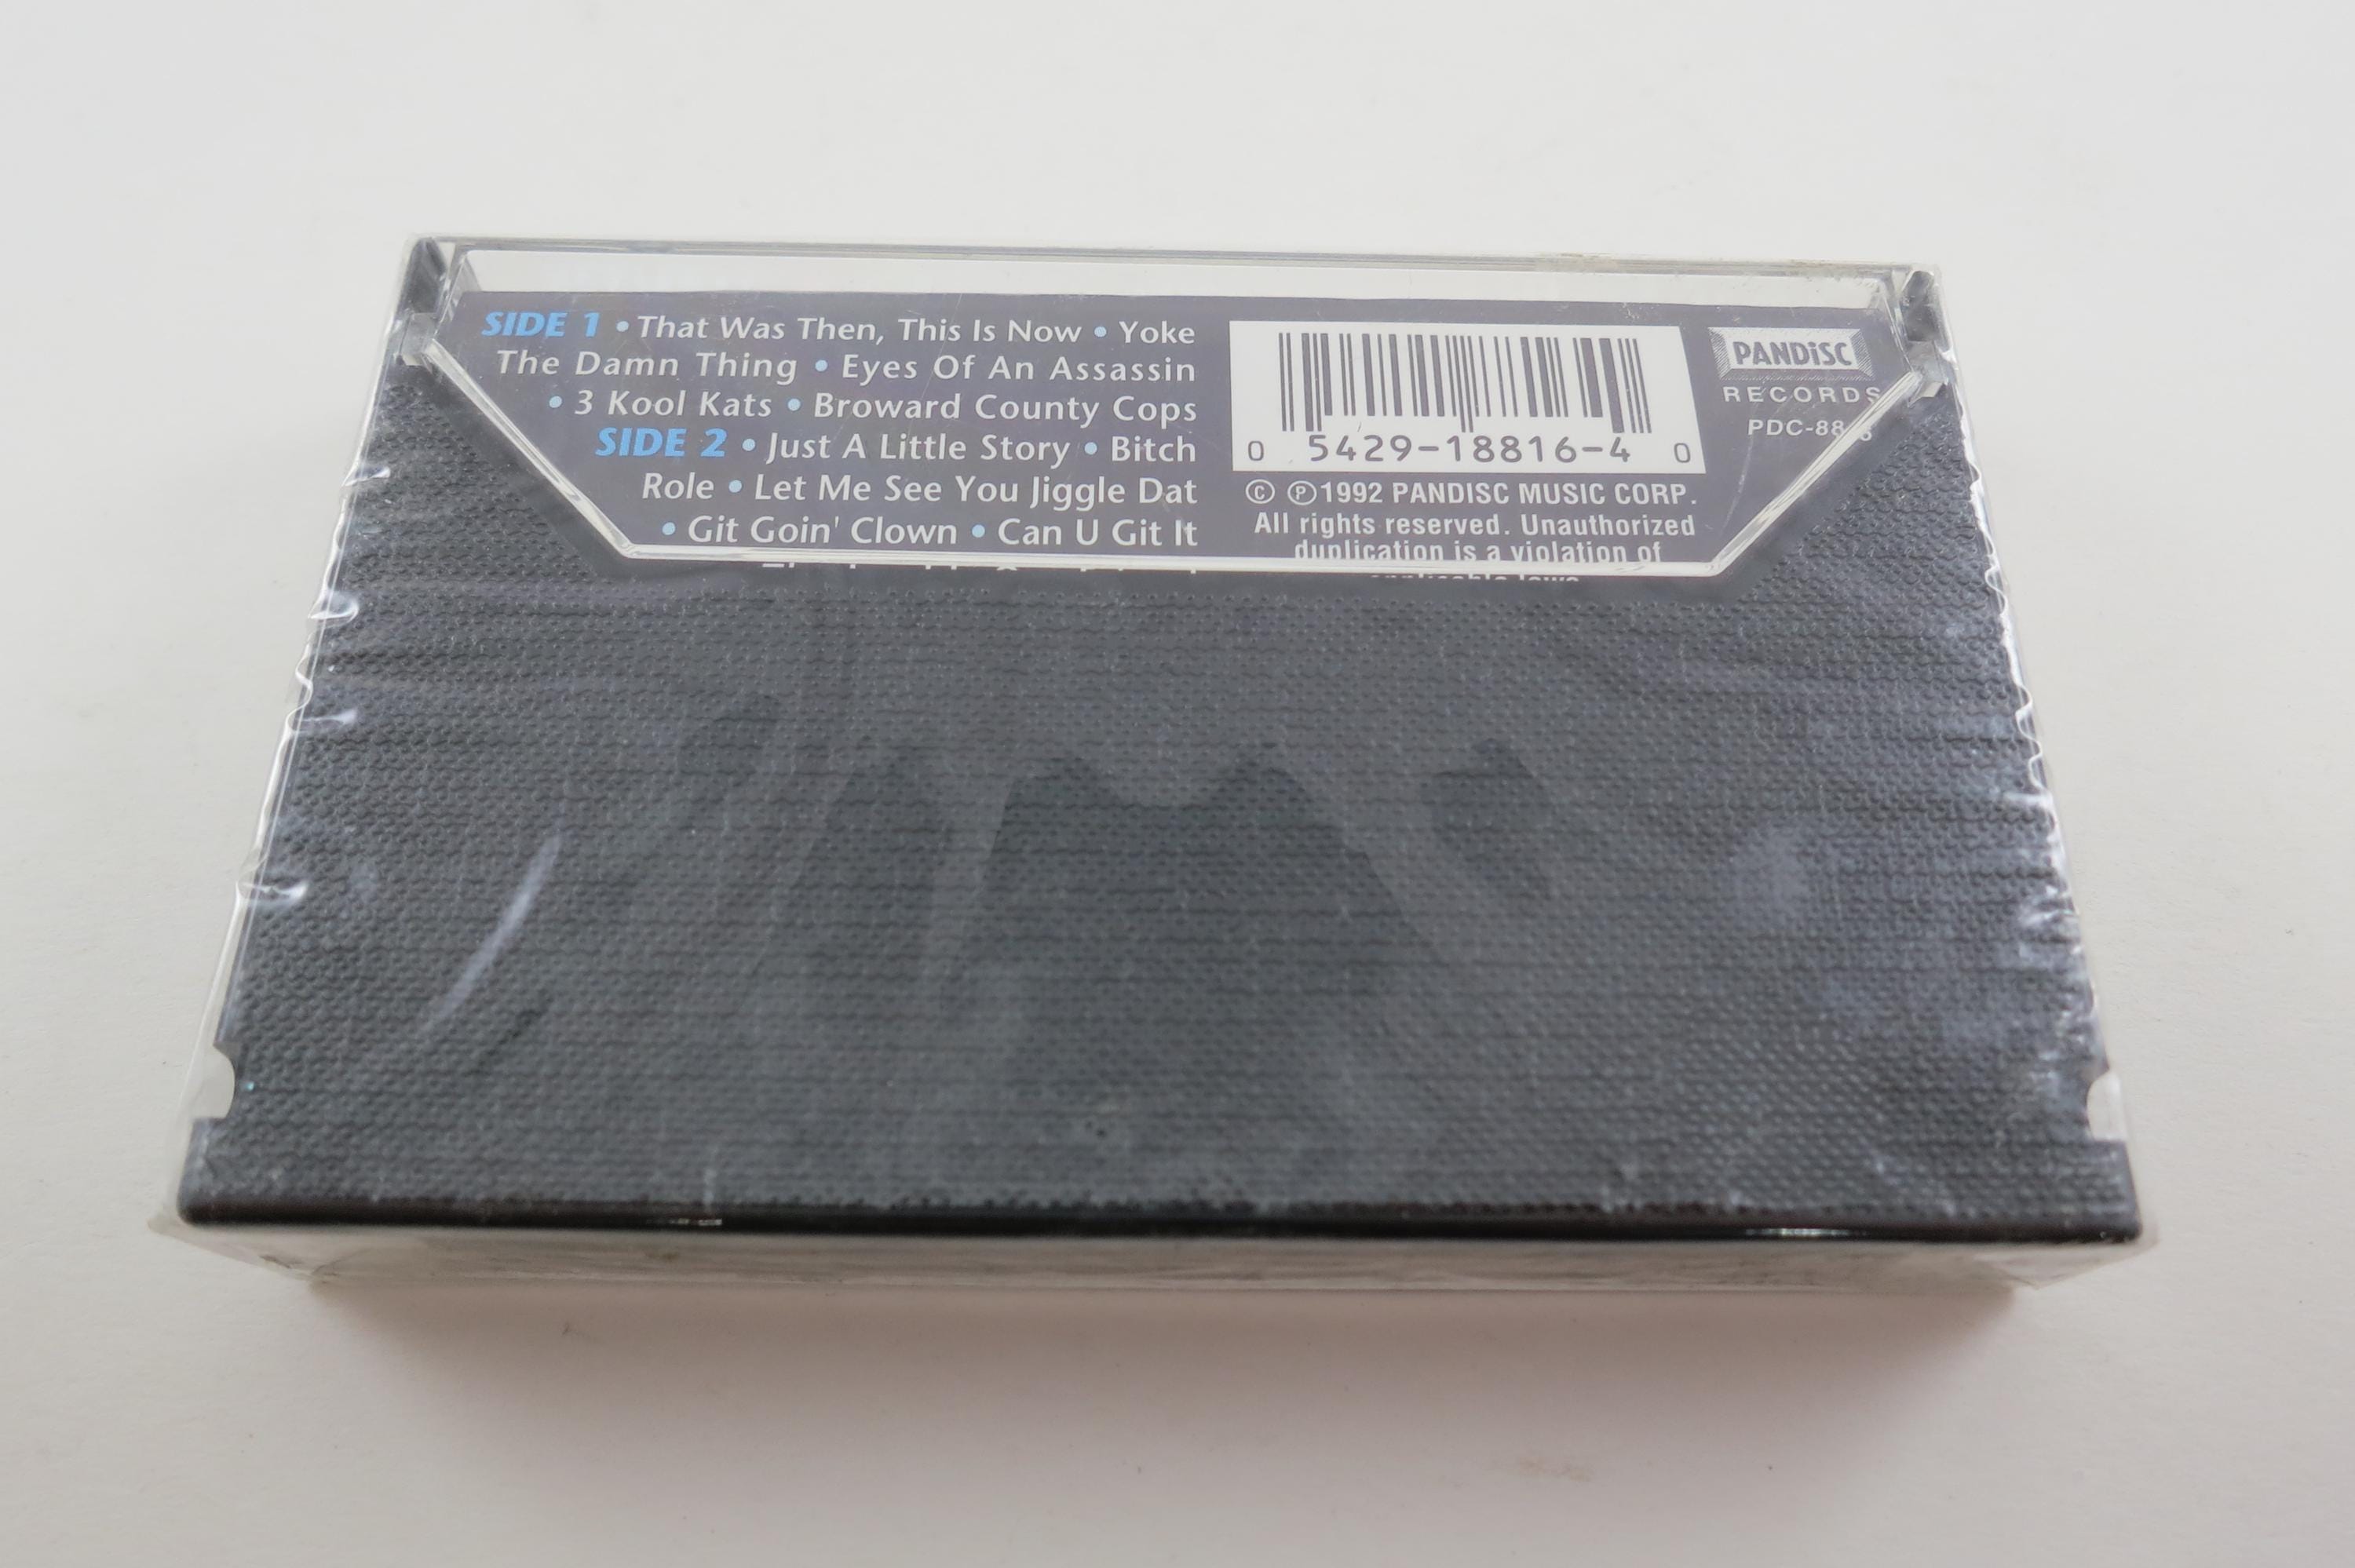 SIDE 1 • That Was Then, This Is Now • Yoke
The Damn Thing • Eyes Of An Assassin
• 3 Kool Kats • Broward County Cops
SIDE 2 • Just A Little Story • Bitch
Role • Let Me See You Jiggle Dat
• Git Goin' Clown • Can U Git It
0 5429-18816-4 0
© ℗1992 PANDISC MUSIC CORP.
All rights reserved. Unauthorized
duplication is a violation of
applicable laws
PANDiSC
RECORDS